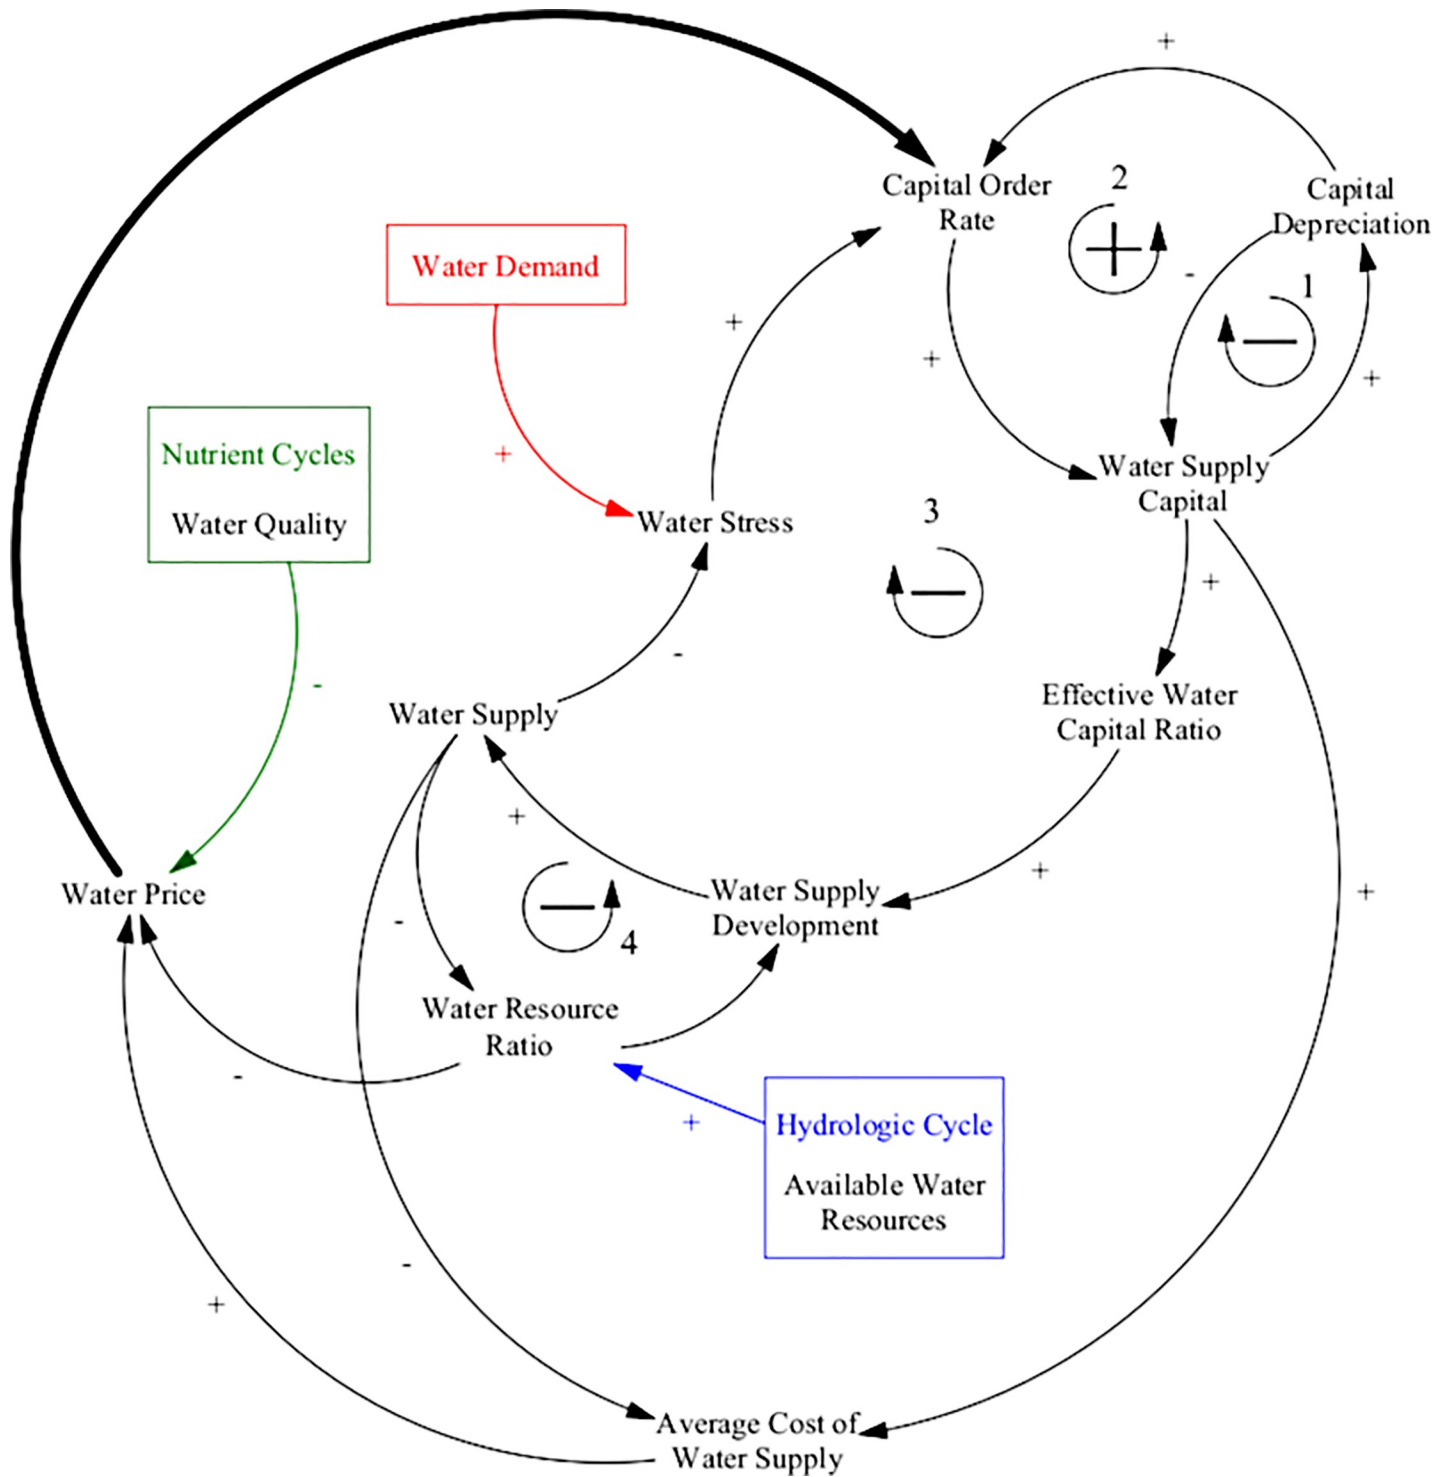 +
Capital Order
Rate
2
Capital
Depreciation
+
Water Demand
-
1
-
+
+
+
Nutrient Cycles
Water Quality
+
Water Supply
Capital
3
Water Stress
-
+
-
-
Effective Water
Capital Ratio
Water Supply
+
+
Water Price
-
-
4
Water Supply
Development
+
Water Resource
Ratio
-
+
Hydrologic Cycle
Available Water
Resources
-
+
Average Cost of
Water Supply